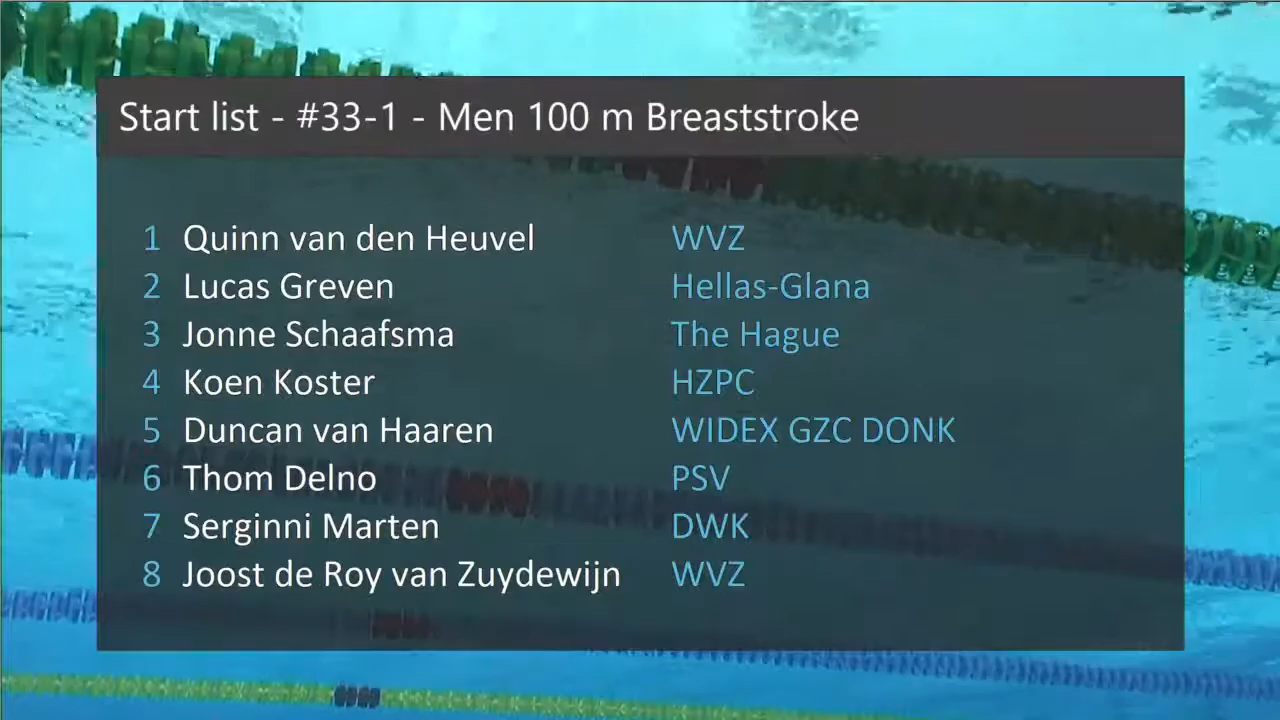 Start list - #33-1 - Men 100 m Breaststroke
1 Quinn van den Heuvel WVZ
2 Lucas Greven Hellas-Glana
3 Jonne Schaafsma The Hague
4 Koen Koster HZPC
5 Duncan van Haaren WIDEX GZC DONK
6 Thom Delno PSV
7 Serginni Marten DWK
8 Joost de Roy van Zuydewijn WVZ